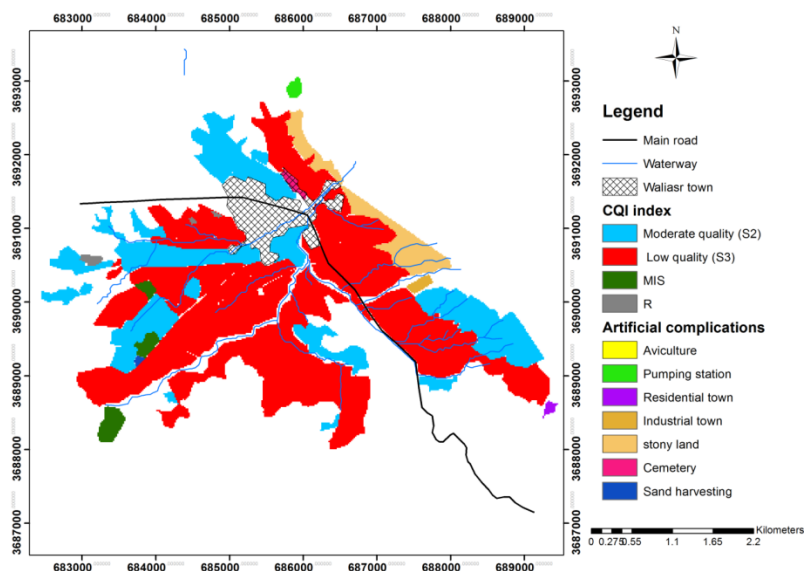 683000 684000 685000 686000 687000 688000 689000
N
3693000
3692000
3691000
3690000
3689000
3688000
3687000
3693000
3692000
3691000
3690000
3689000
3688000
3687000
Legend
Main road
Waterway
Waliasr town
CQI index
Moderate quality (S2)
Low quality (S3)
MIS
R
Artificial complications
Aviculture
Pumping station
Residential town
Industrial town
stony land
Cemetery
Sand harvesting
Kilometers
0 0.275 0.55 1.1 1.65 2.2
683000 684000 685000 686000 687000 688000 689000